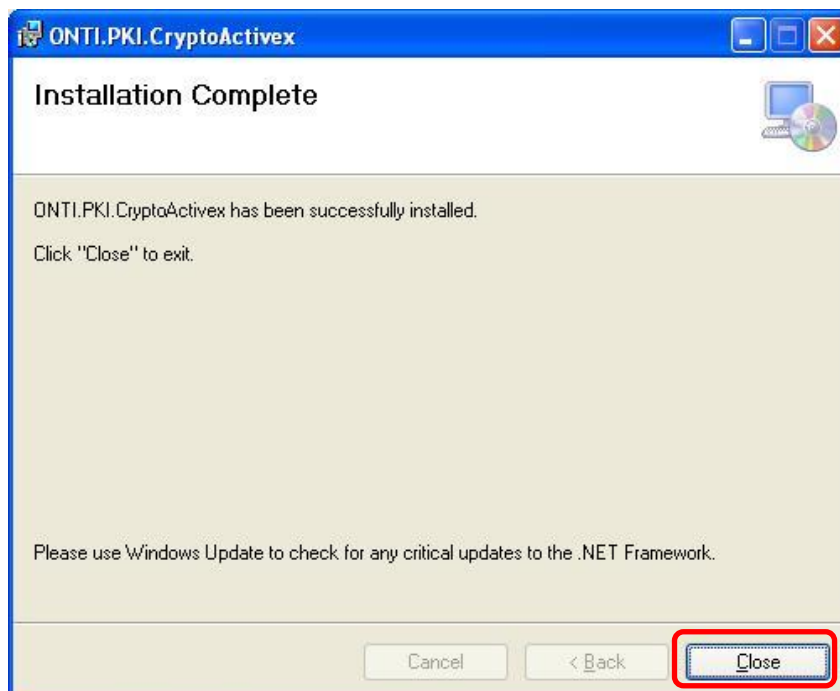 ONTI.PKI.CryptoActivex
Installation Complete
ONTI.PKI.CryptoActivex has been successfully installed.
Click "Close" to exit.
Please use Windows Update to check for any critical updates to the .NET Framework.
Cancel
< Back
Close